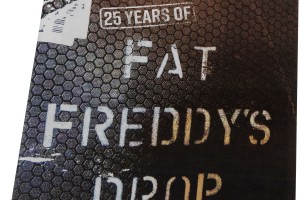 25 YEARS OF
FAT
FREDDY'S
DROP